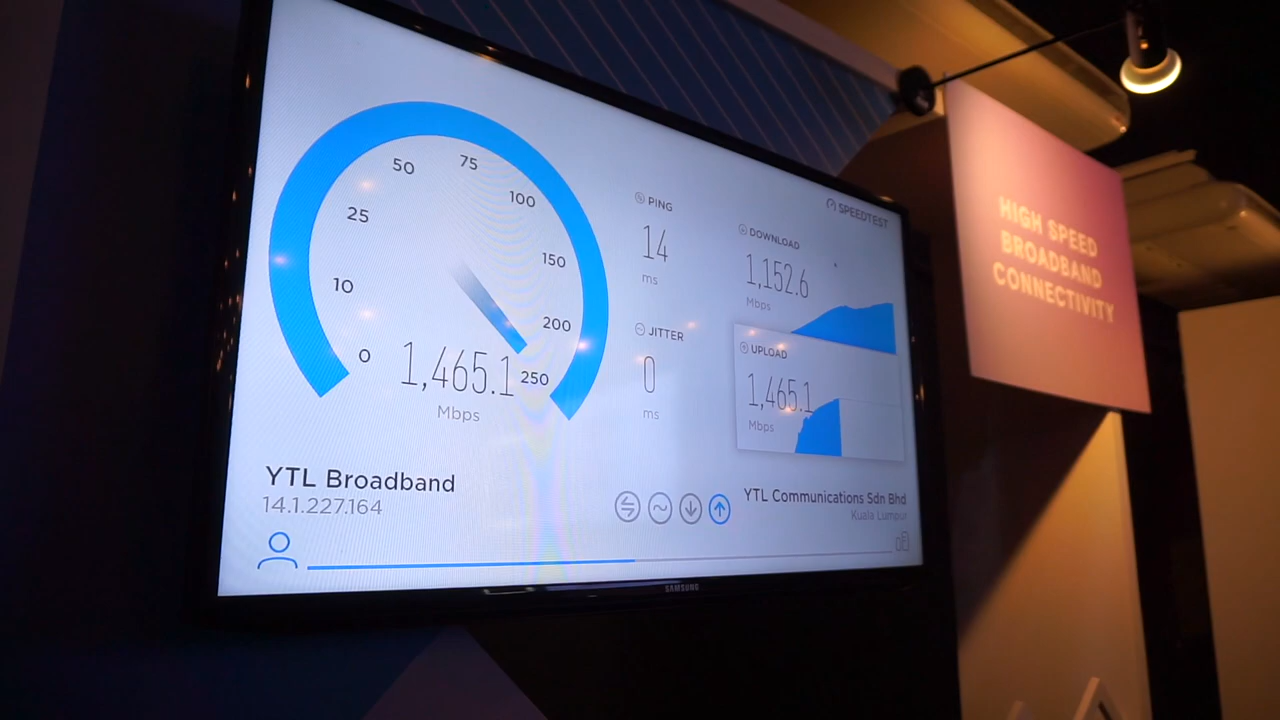 0
10
25
50
75
100
150
200
250
1,465.1
Mbps
PING
14
ms
JITTER
0
ms
SPEEDTEST
DOWNLOAD
1,152.6
Mbps
UPLOAD
1,465.1
Mbps
YTL Broadband
14.1.227.164
YTL Communications Sdn Bhd
Kuala Lumpur
SAMSUNG
HIGH SPEED
BROADBAND
CONNECTIVITY